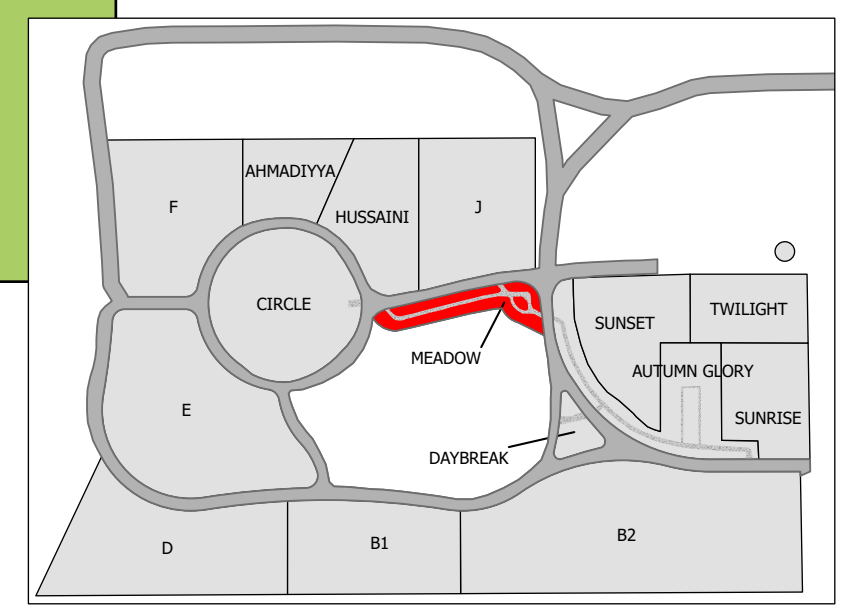 AHMADIYYA
F
HUSSAINI
J
CIRCLE
MEADOW
SUNSET
TWILIGHT
AUTUMN GLORY
SUNRISE
E
DAYBREAK
D
B1
B2